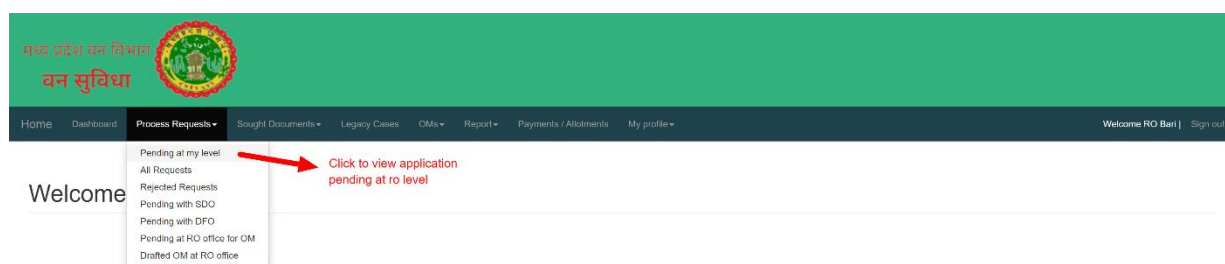 मध्य प्रदेश वन विभाग
वन सुविधा
Home Dashboard Process Requests Sought Documents Legacy Cases OMs Report Payments / Allotments My profile Welcome RO Bari | Sign out
Pending at my level
Click to view application
pending at ro level
All Requests
Rejected Requests
Welcome
Pending with SDO
Pending with DFO
Pending at RO office for OM
Drafted OM at RO office